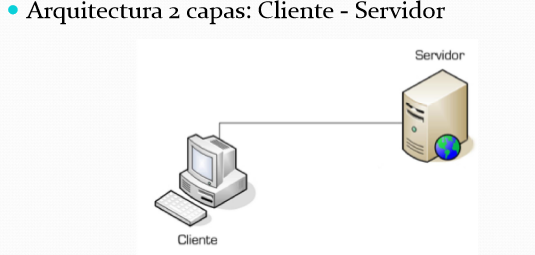 • Arquitectura 2 capas: Cliente - Servidor
Servidor
Cliente